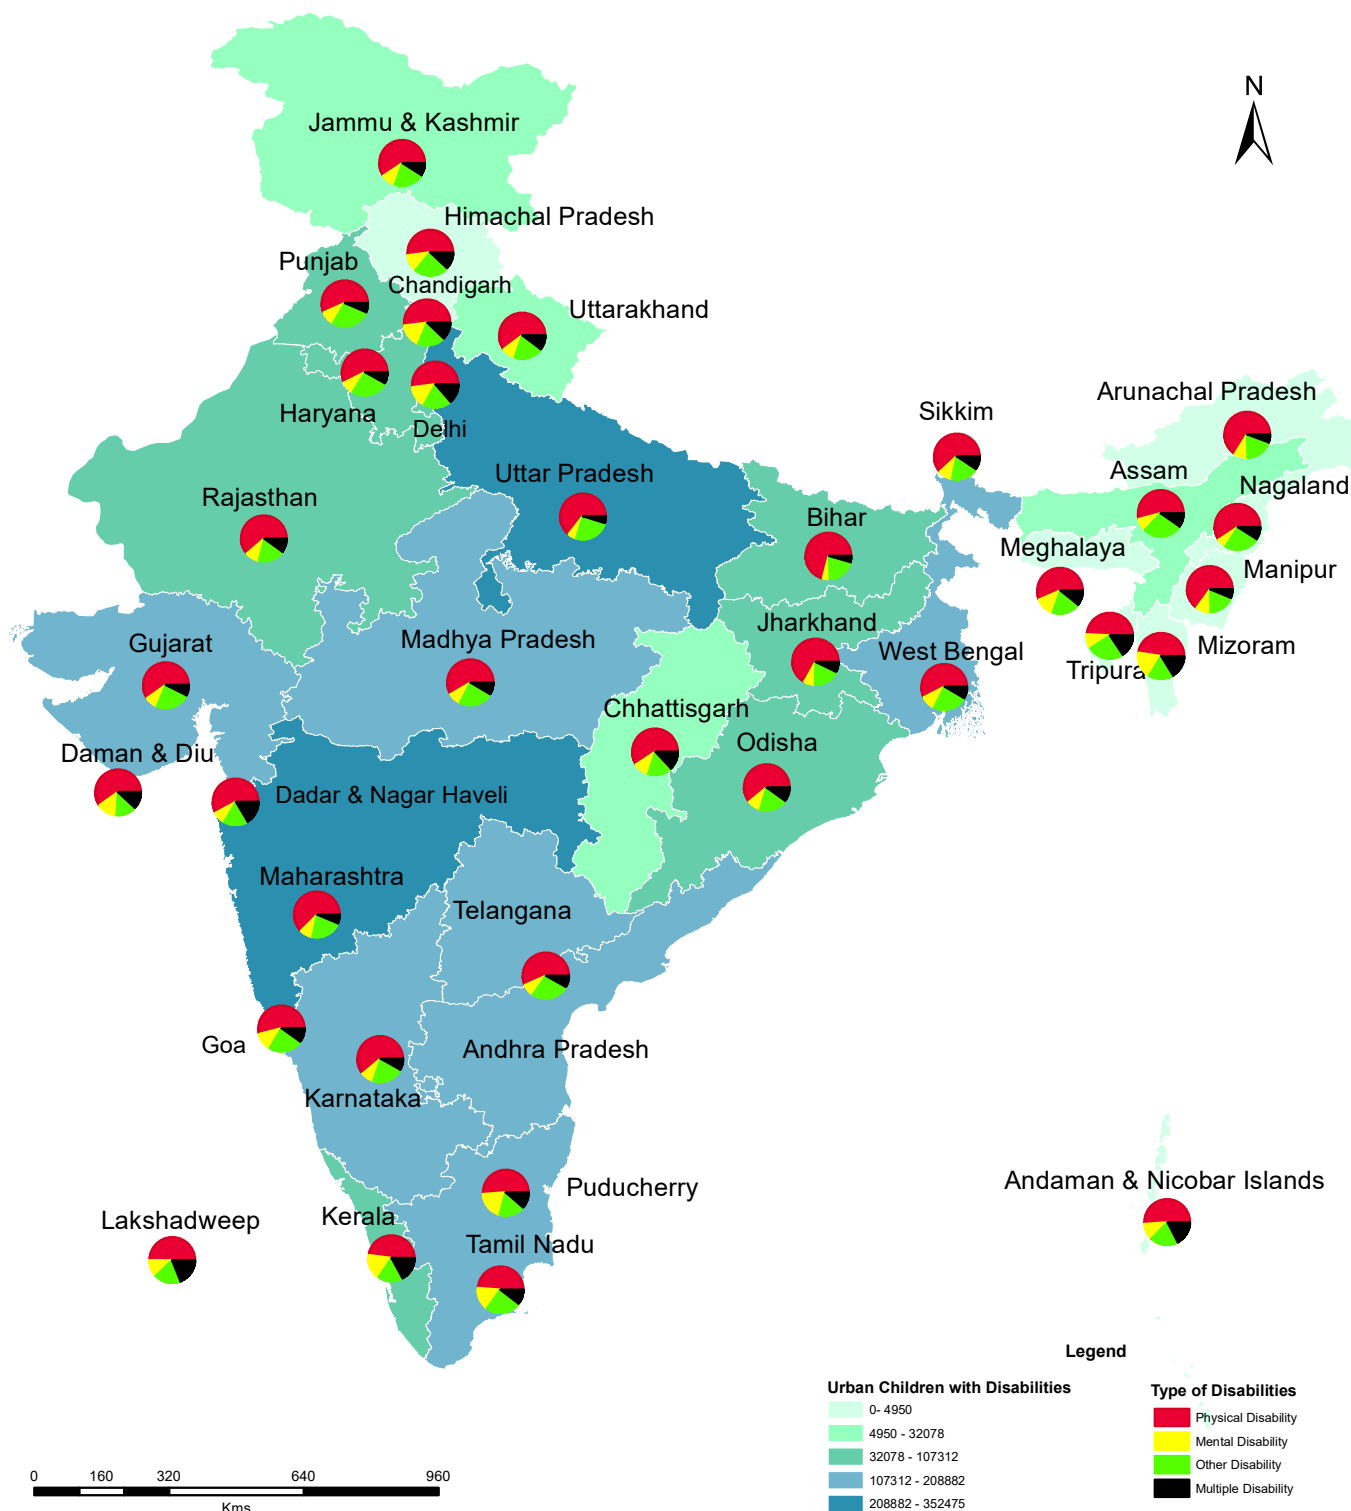 N
Jammu & Kashmir
Himachal Pradesh
Punjab
Chandigarh
Uttarakhand
Haryana
Delhi
Arunachal Pradesh
Sikkim
Assam
Nagaland
Uttar Pradesh
Rajasthan
Bihar
Meghalaya
Manipur
Jharkhand
Madhya Pradesh
Gujarat
West Bengal
Mizoram
Tripura
Chhattisgarh
Odisha
Daman & Diu
Dadar & Nagar Haveli
Maharashtra
Telangana
Goa
Andhra Pradesh
Karnataka
Puducherry
Andaman & Nicobar Islands
Lakshadweep
Kerala
Tamil Nadu
Legend
Urban Children with Disabilities
0- 4950
4950 - 32078
32078 - 107312
107312 - 208882
208882 - 352475
Type of Disabilities
Physical Disability
Mental Disability
Other Disability
Multiple Disability
0 160 320 640 960
Kms